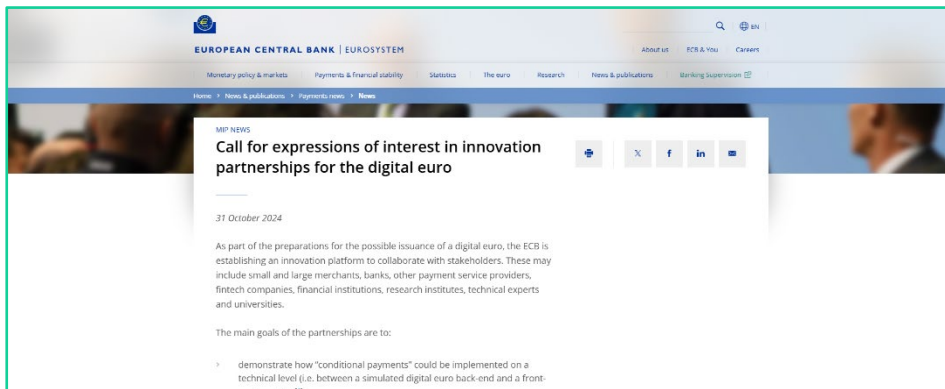 EN
EUROPEAN CENTRAL BANK | EUROSYSTEM
About us ECB & You Careers
Monetary policy & markets Payments & financial stability Statistics The euro Research News & publications Banking Supervision
Home > News & publications > Payments news > News
MIP NEWS
Call for expressions of interest in innovation
partnerships for the digital euro
31 October 2024
As part of the preparations for the possible issuance of a digital euro, the ECB is
establishing an innovation platform to collaborate with stakeholders. These may
include small and large merchants, banks, other payment service providers,
fintech companies, financial institutions, research institutes, technical experts
and universities.
The main goals of the partnerships are to:
> demonstrate how "conditional payments" could be implemented on a
technical level (i.e. between a simulated digital euro back-end and a front-